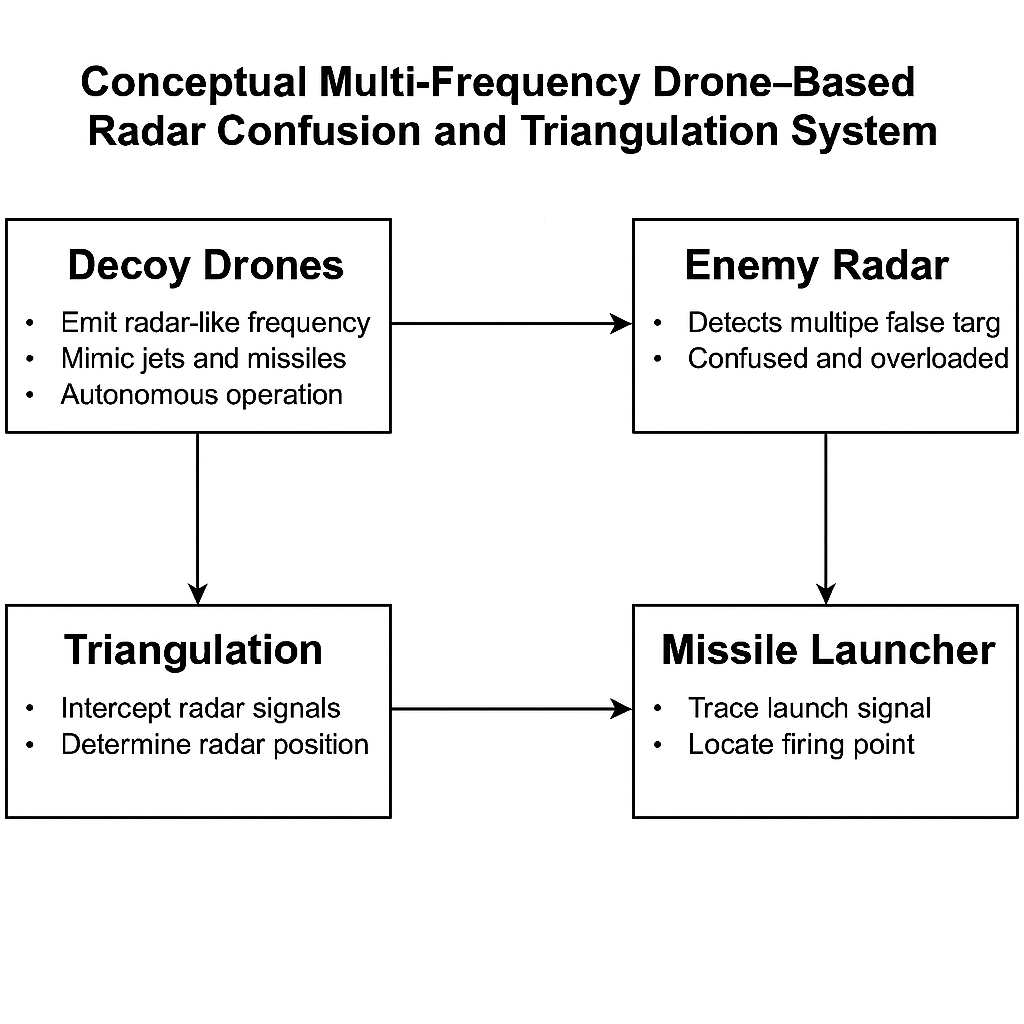 Conceptual Multi-Frequency Drone–Based
Radar Confusion and Triangulation System
Decoy Drones
• Emit radar-like frequency
• Mimic jets and missiles
• Autonomous operation
Enemy Radar
• Detects multipe false targ
• Confused and overloaded
Triangulation
• Intercept radar signals
• Determine radar position
Missile Launcher
• Trace launch signal
• Locate firing point